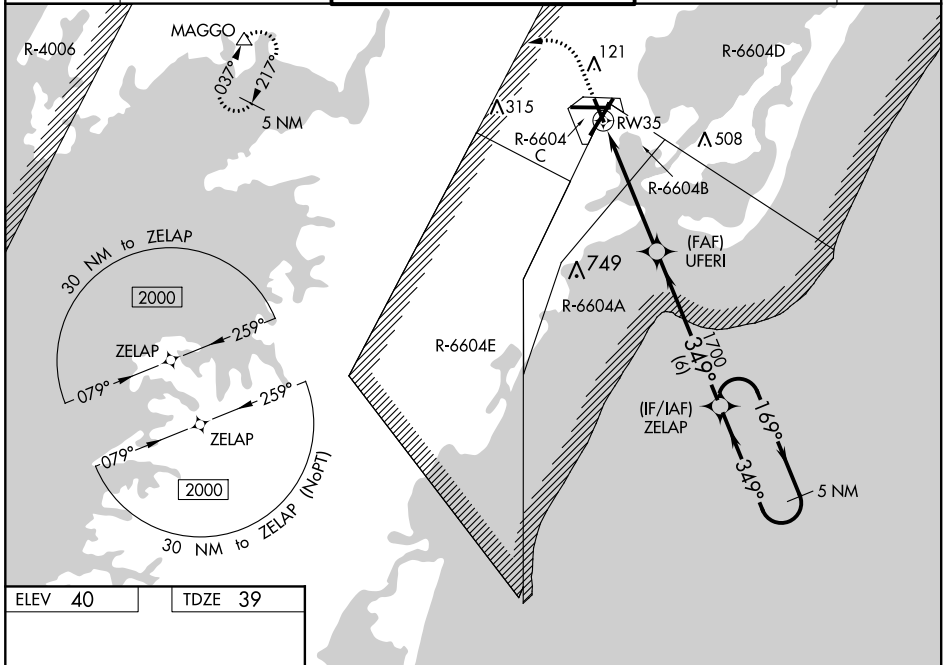 R-4006
MAGGO
037°
217°
5 NM
121
R-6604D
315
R-6604
C
RW35
508
R-6604B
30 NM to ZELAP
2000
259°
ZELAP
079°
259°
ZELAP
079°
2000
30 NM to ZELAP (NoPT)
(FAF)
UFERI
749
R-6604A
R-6604E
1700
349°
(6)
(IF/IAF)
ZELAP
169°
349°
5 NM
ELEV 40
TDZE 39